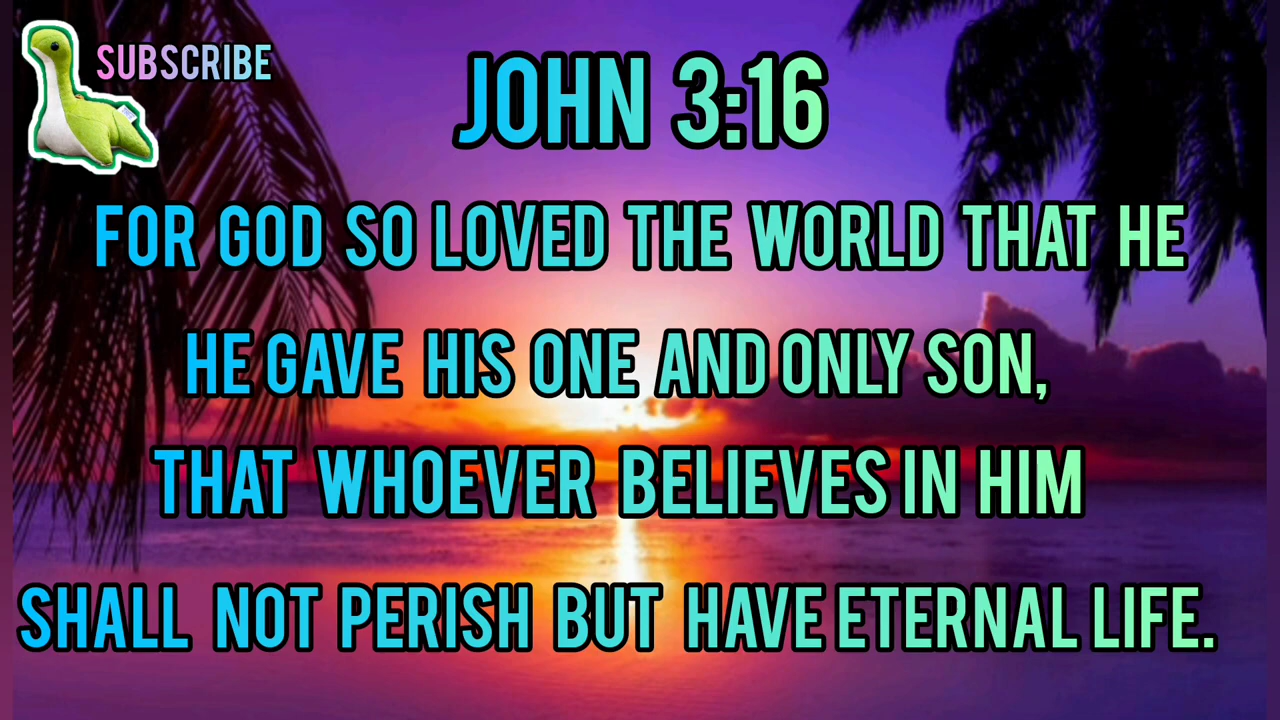 SUBSCRIBE
JOHN 3:16
FOR GOD SO LOVED THE WORLD THAT HE
HE GAVE HIS ONE AND ONLY SON,
THAT WHOEVER BELIEVES IN HIM
SHALL NOT PERISH BUT HAVE ETERNAL LIFE.